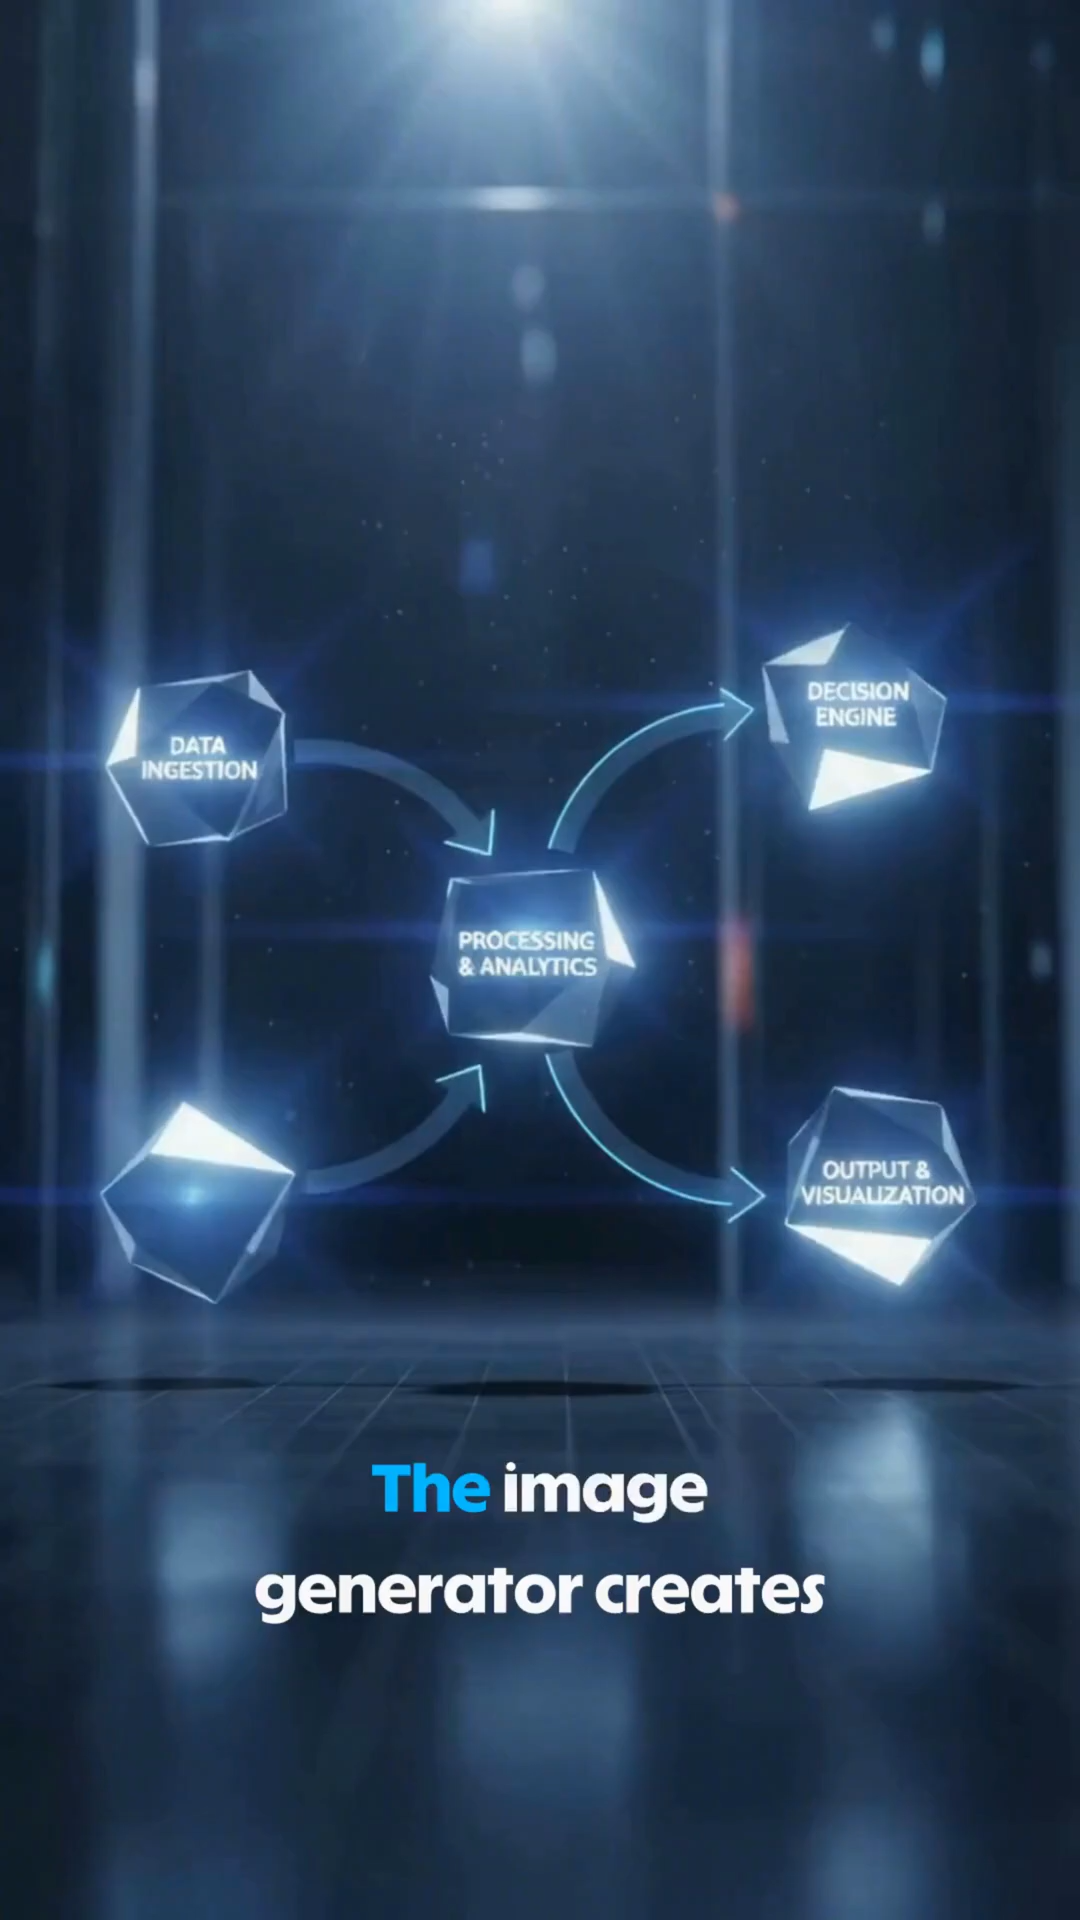 DECISION
ENGINE
DATA
INGESTION
PROCESSING
& ANALYTICS
OUTPUT &
VISUALIZATION
The image
generator creates